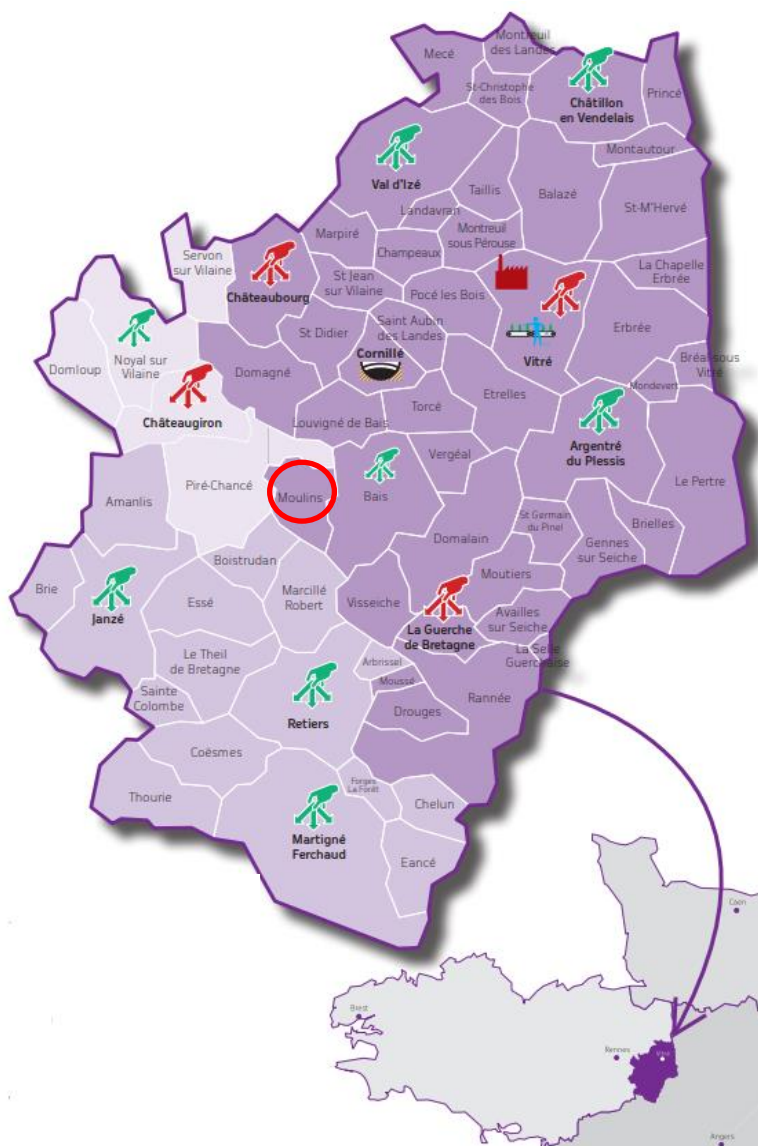 Montreuil
des Landes
Mecé
St-Christophe
des Bois
Châtillon
en Vendelais
Princé
Montautour
Val d'Izé
Taillis
Balazé
St-M'Hervé
Landavran
Marpiré
Montreuil
sous Pérouse
Champeaux
Servon
sur Vilaine
La Chapelle
Erbrée
St Jean
sur Vilaine
Châteaubourg
Pocé les Bois
Saint Aubin
des Landes
Erbrée
St Didier
Cornillé
Vitré
Noyal sur
Vilaine
Domloup
Domagné
Bréal sous
Vitré
Mondevert
Etrelles
Torcé
Châteaugiron
Louvigné de Bais
Argentré
du Plessis
Vergéal
Le Pertre
Piré-Chancé
Moulins
Bais
Amanlis
St Germain
du Pinel
Brielles
Domalain
Gennes
sur Seiche
Boistrudan
Moutiers
Brie
Janzé
Essé
Marcillé
Robert
Visseiche
Availles
sur Seiche
La Guerche
de Bretagne
La Selle
Guerchaise
Le Theil
de Bretagne
Arbrissel
Moussé
Sainte
Colombe
Rannée
Drouges
Retiers
Coësmes
Forges
La Forêt
Thourie
Chelun
Martigné
Ferchaud
Eancé
Caen
Brest
Rennes
Angers